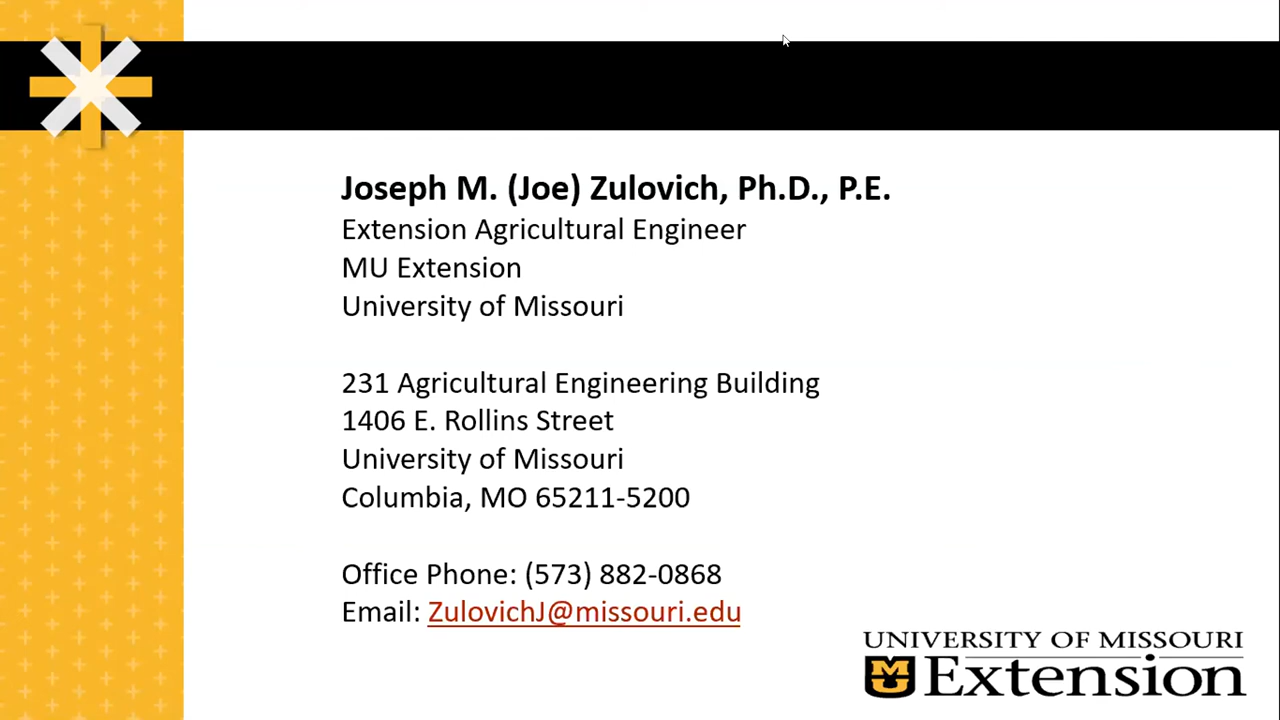 Joseph M. (Joe) Zulovich, Ph.D., P.E.
Extension Agricultural Engineer
MU Extension
University of Missouri
231 Agricultural Engineering Building
1406 E. Rollins Street
University of Missouri
Columbia, MO 65211-5200
Office Phone: (573) 882-0868
Email: ZulovichJ@missouri.edu
UNIVERSITY OF MISSOURI
MU Extension